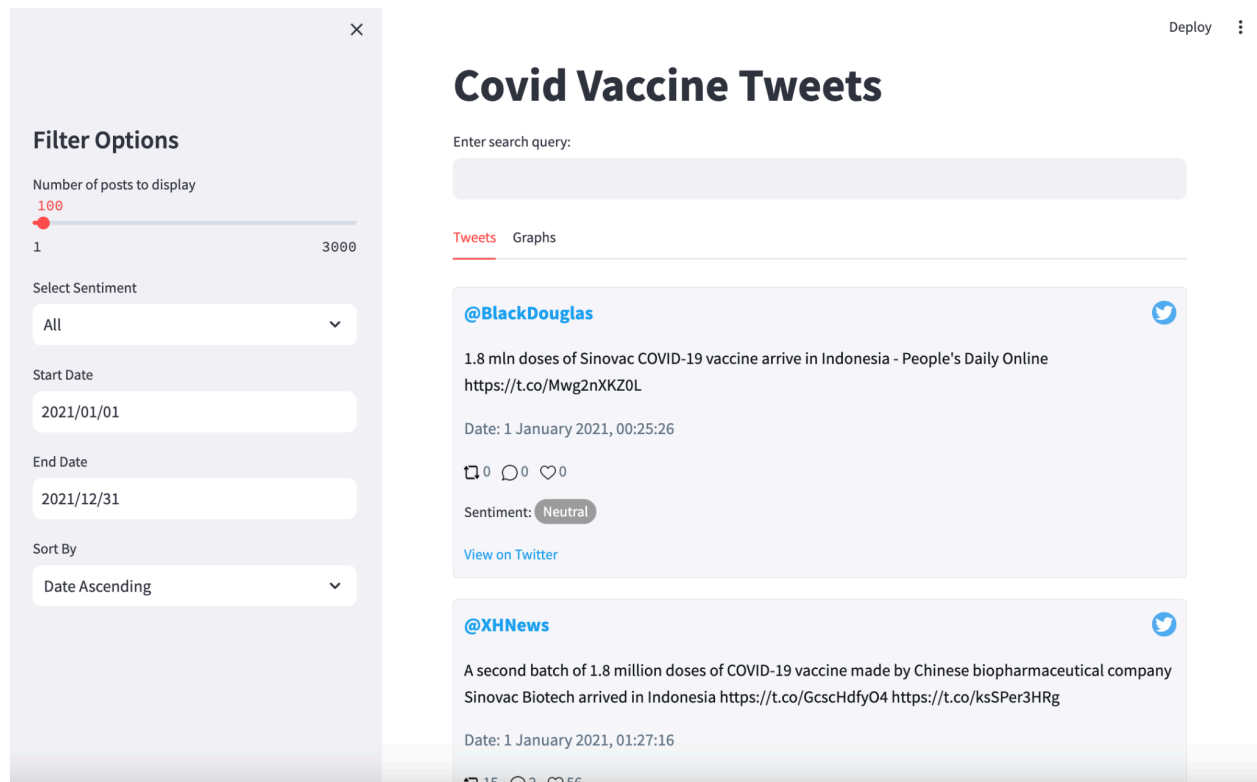 Deploy
Filter Options
Number of posts to display
100
1 3000
Select Sentiment
All
Start Date
2021/01/01
End Date
2021/12/31
Sort By
Date Ascending
Covid Vaccine Tweets
Enter search query:
Tweets Graphs
@BlackDouglas
1.8 mln doses of Sinovac COVID-19 vaccine arrive in Indonesia - People's Daily Online
https://t.co/Mwg2nXKZ0L
Date: 1 January 2021, 00:25:26
0 0 0
Sentiment: Neutral
View on Twitter
@XHNews
A second batch of 1.8 million doses of COVID-19 vaccine made by Chinese biopharmaceutical company
Sinovac Biotech arrived in Indonesia https://t.co/GcscHdfyO4 https://t.co/ksSPer3HRg
Date: 1 January 2021, 01:27:16
15 2 56